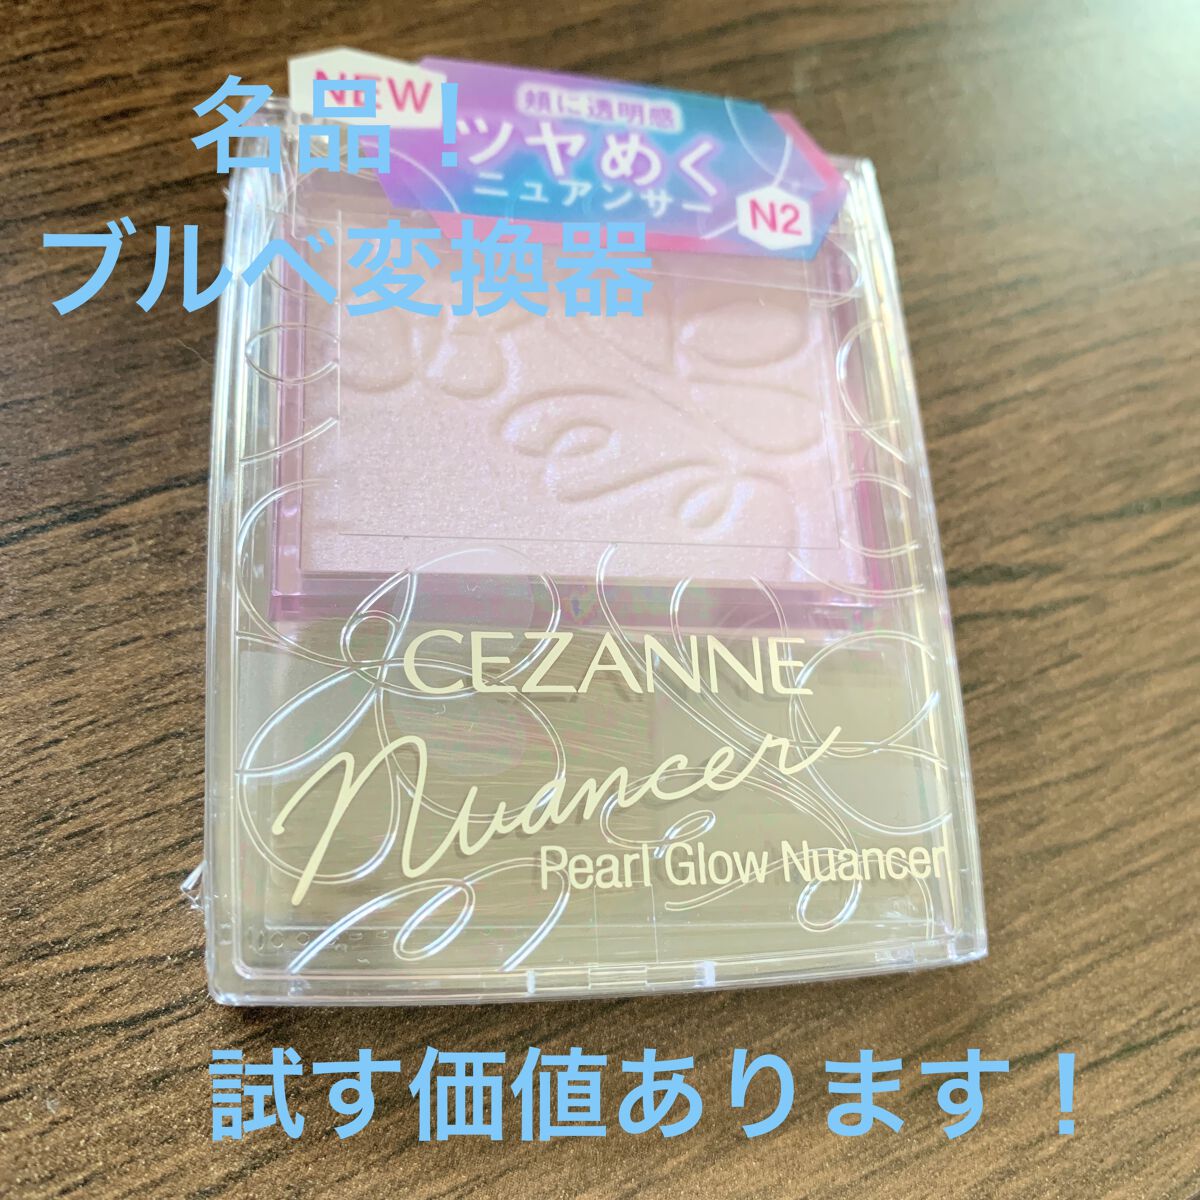 NEW
頬に透明感
ツヤめく
ニュアンサー
N2
名品！
ブルベ変換器
CEZANNE
Nuancer
Pearl Glow Nuancer
試す価値あります！